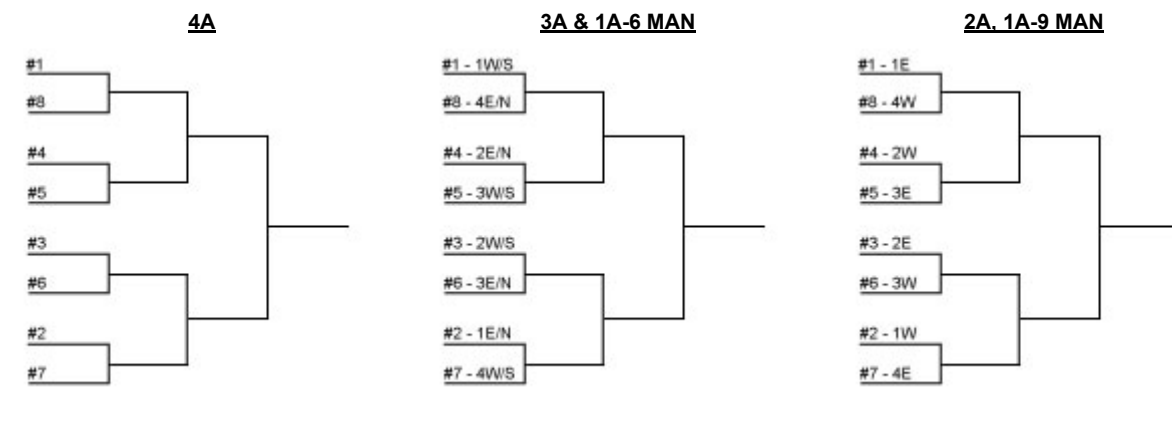 4A
#1
#8
#4
#5
#3
#6
#2
#7
3A & 1A-6 MAN
#1 - 1W/S
#8 - 4E/N
#4 - 2E/N
#5 - 3W/S
#3 - 2W/S
#6 - 3E/N
#2 - 1E/N
#7 - 4W/S
2A, 1A-9 MAN
#1 - 1E
#8 - 4W
#4 - 2W
#5 - 3E
#3 - 2E
#6 - 3W
#2 - 1W
#7 - 4E